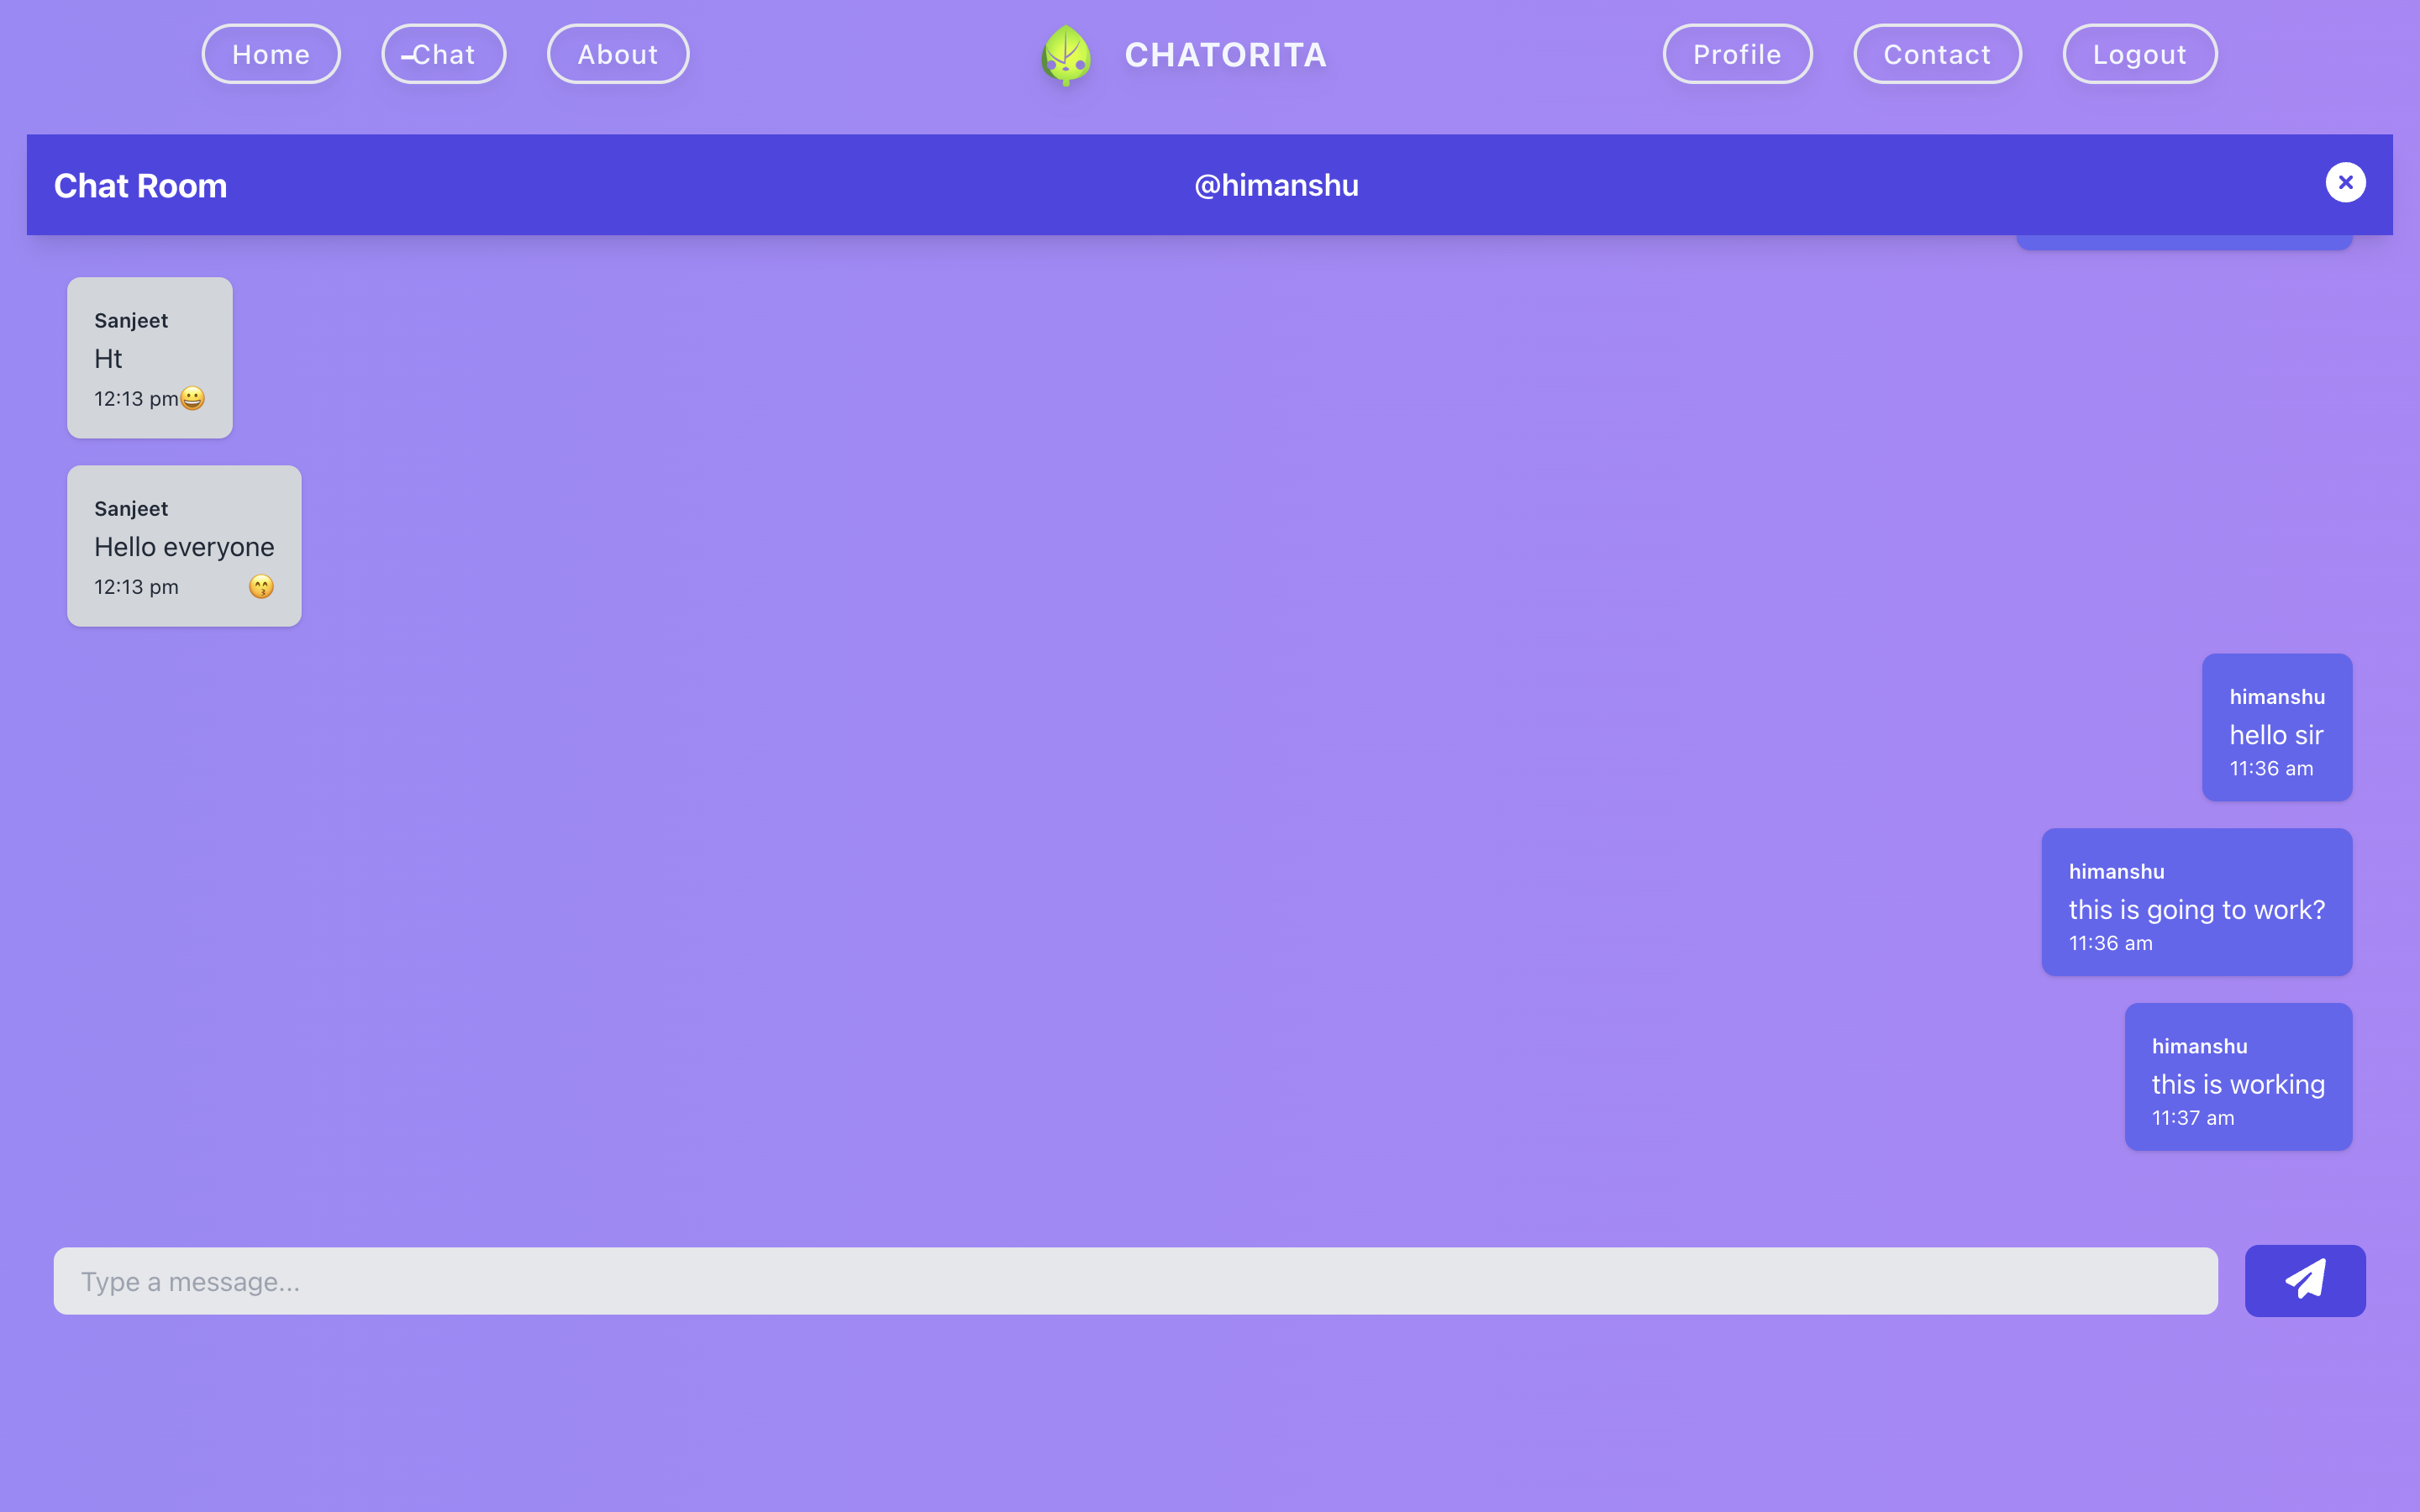 Home
Chat
About
CHATORITA
Profile
Contact
Logout
Chat Room
@himanshu
Sanjeet
Ht
12:13 pm😀
Sanjeet
Hello everyone
12:13 pm 😙
himanshu
hello sir
11:36 am
himanshu
this is going to work?
11:36 am
himanshu
this is working
11:37 am
Type a message...